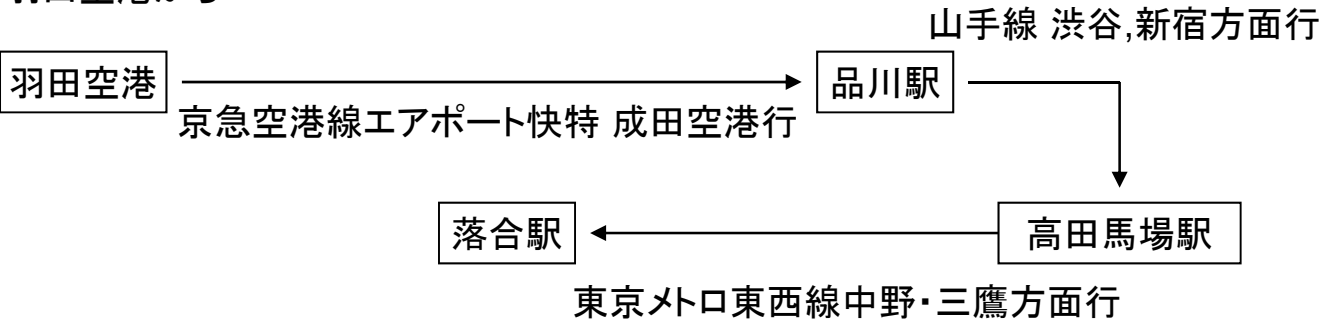 山手線 渋谷,新宿方面行
羽田空港
品川駅
京急空港線エアポート快特 成田空港行
落合駅
高田馬場駅
東京メトロ東西線中野・三鷹方面行